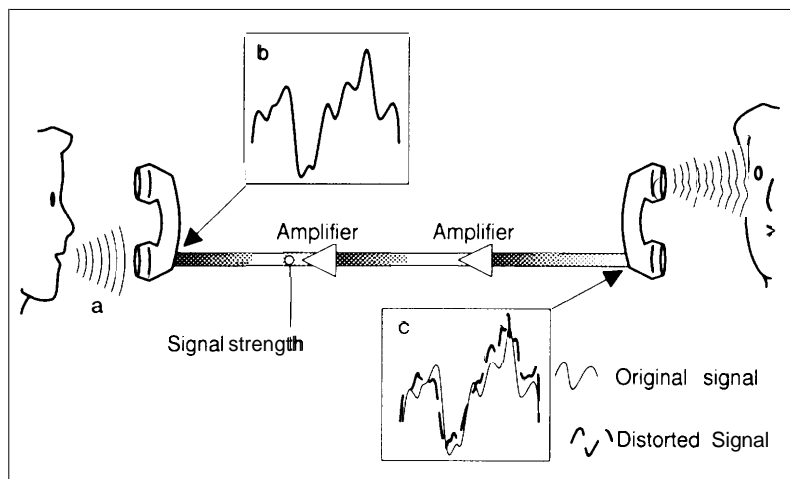 b
Amplifier
Amplifier
a
Signal strength
c
Original signal
Distorted Signal